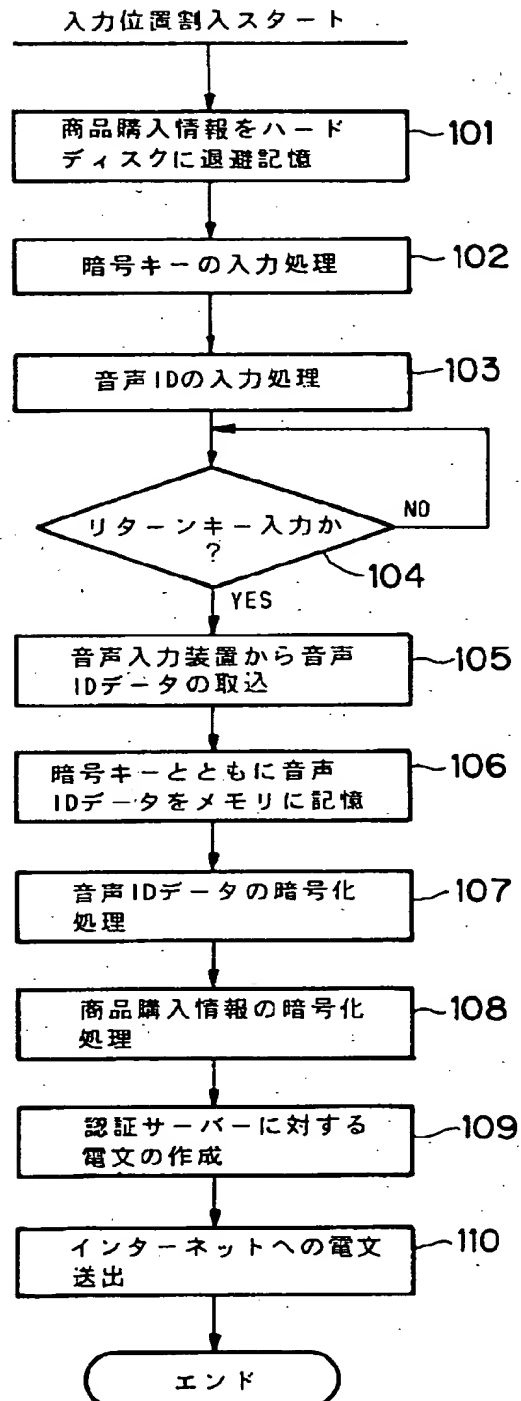 入力位置割入スタート
商品購入情報をハード
ディスクに退避記憶
101
暗号キーの入力処理
102
音声IDの入力処理
103
リターンキー入力か
?
NO
104
YES
音声入力装置から音声
IDデータの取込
105
暗号キーとともに音声
IDデータをメモリに記憶
106
音声IDデータの暗号化
処理
107
商品購入情報の暗号化
処理
108
認証サーバーに対する
電文の作成
109
インターネットへの電文
送出
110
エンド